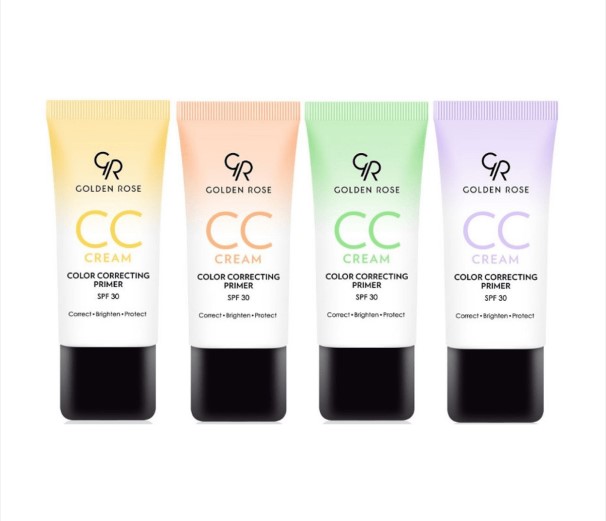 GR
GOLDEN ROSE
CC
CREAM
COLOR CORRECTING
PRIMER
SPF 30
Correct • Brighten • Protect
GR
GOLDEN ROSE
CC
CREAM
COLOR CORRECTING
PRIMER
SPF 30
Correct • Brighten • Protect
GR
GOLDEN ROSE
CC
CREAM
COLOR CORRECTING
PRIMER
SPF 30
Correct • Brighten • Protect
GR
GOLDEN ROSE
CC
CREAM
COLOR CORRECTING
PRIMER
SPF 30
Correct • Brighten • Protect